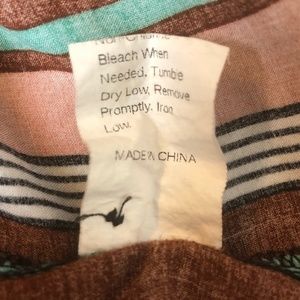 Bleach When
Needed, Tumble
Dry Low, Remove
Promptly. Iron
Low.
MADE IN CHINA